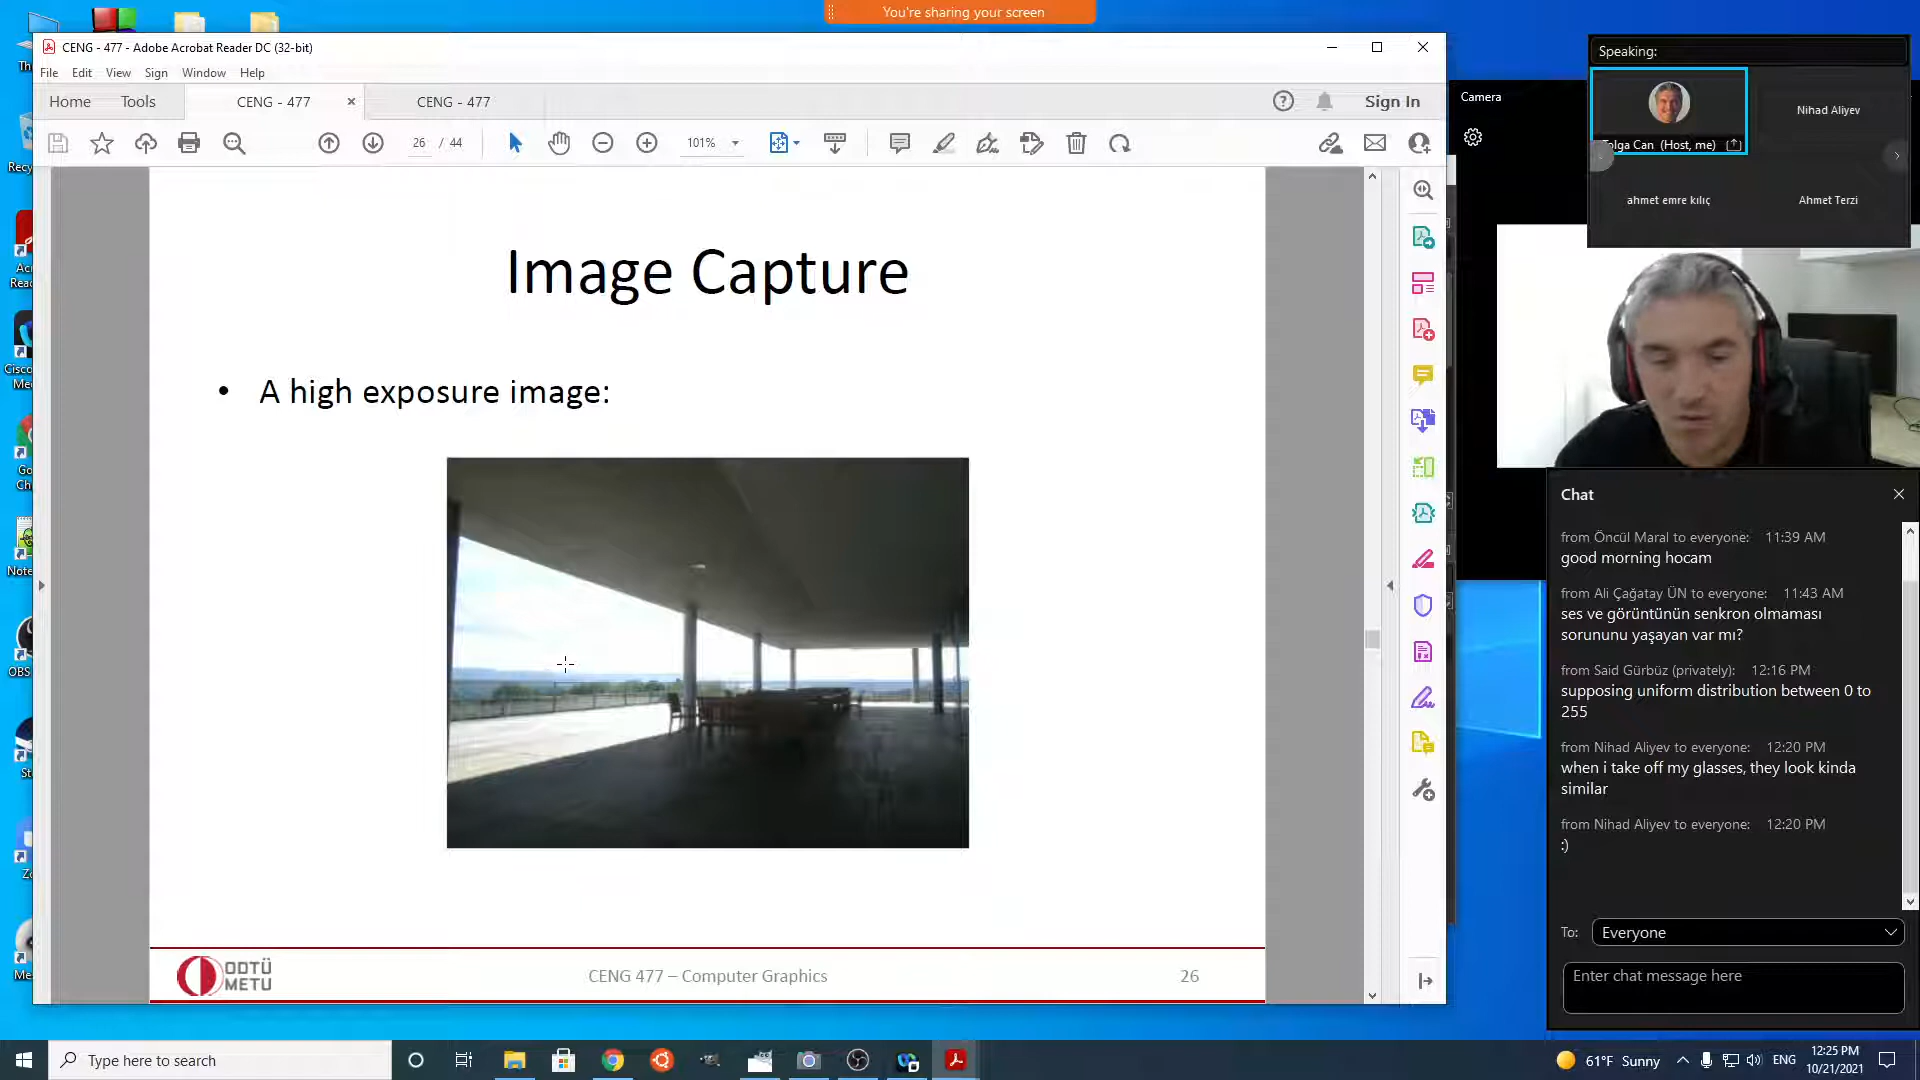 You're sharing your screen
CENG - 477 - Adobe Acrobat Reader DC (32-bit)
File Edit View Sign Window Help
Home Tools CENG - 477 CENG - 477 Sign In
26 / 44 101%
Image Capture
• A high exposure image:
ODTÜ
METU
CENG 477 – Computer Graphics
26
Camera
Speaking:
Tolga Can (Host, me)
Nihad Aliyev
ahmet emre kılıç
Ahmet Terzi
Chat
from Öncül Maral to everyone: 11:39 AM
good morning hocam
from Ali Çağatay ÜN to everyone: 11:43 AM
ses ve görüntünün senkron olmaması
sorununu yaşayan var mı?
from Said Gürbüz (privately): 12:16 PM
supposing uniform distribution between 0 to
255
from Nihad Aliyev to everyone: 12:20 PM
when i take off my glasses, they look kinda
similar
from Nihad Aliyev to everyone: 12:20 PM
:)
To: Everyone
Enter chat message here
Type here to search
61°F Sunny
ENG
12:25 PM
10/21/2021